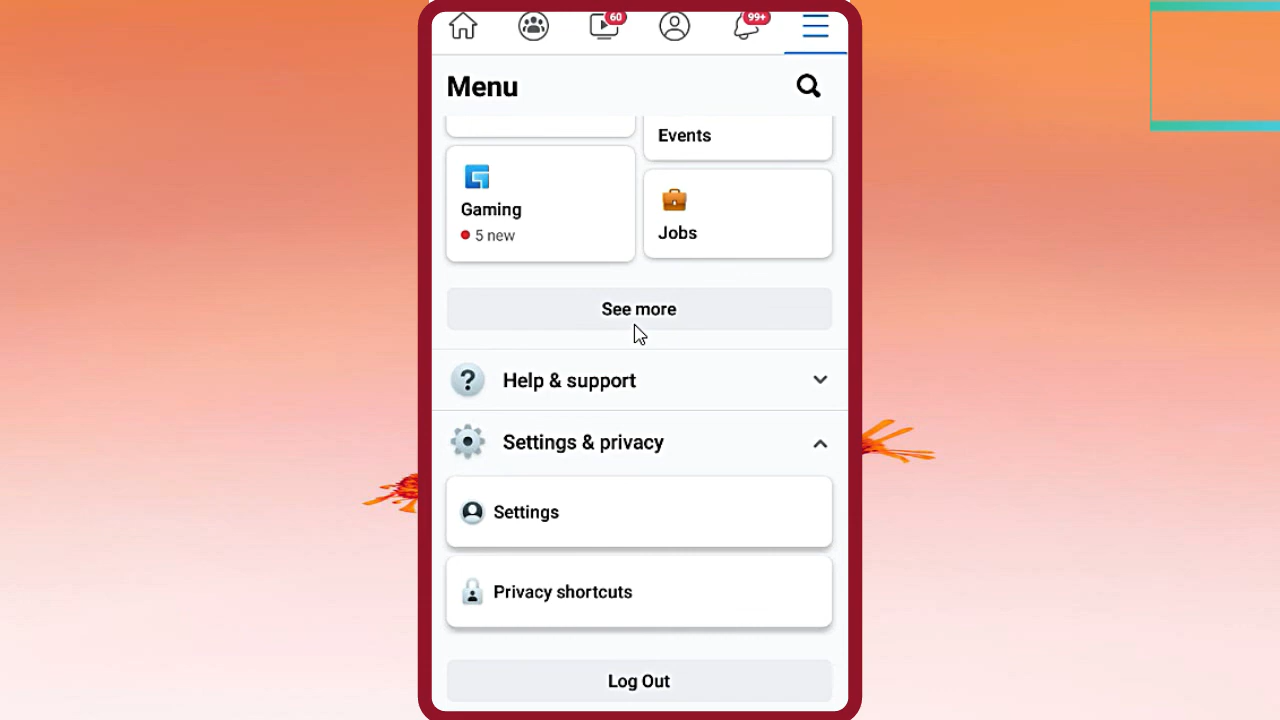 60
99+
Menu
Events
Gaming
5 new
Jobs
See more
Help & support
Settings & privacy
Settings
Privacy shortcuts
Log Out